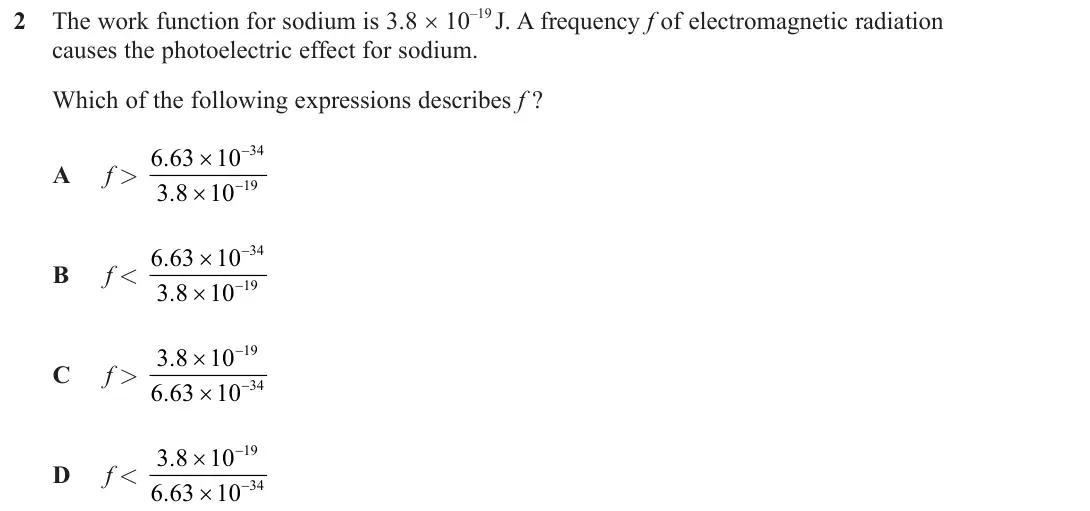 2 The work function for sodium is 3.8 × 10⁻¹⁹ J. A frequency f of electromagnetic radiation
causes the photoelectric effect for sodium.
Which of the following expressions describes f ?
A f > 6.63 × 10⁻³⁴ / 3.8 × 10⁻¹⁹
B f < 6.63 × 10⁻³⁴ / 3.8 × 10⁻¹⁹
C f > 3.8 × 10⁻¹⁹ / 6.63 × 10⁻³⁴
D f < 3.8 × 10⁻¹⁹ / 6.63 × 10⁻³⁴